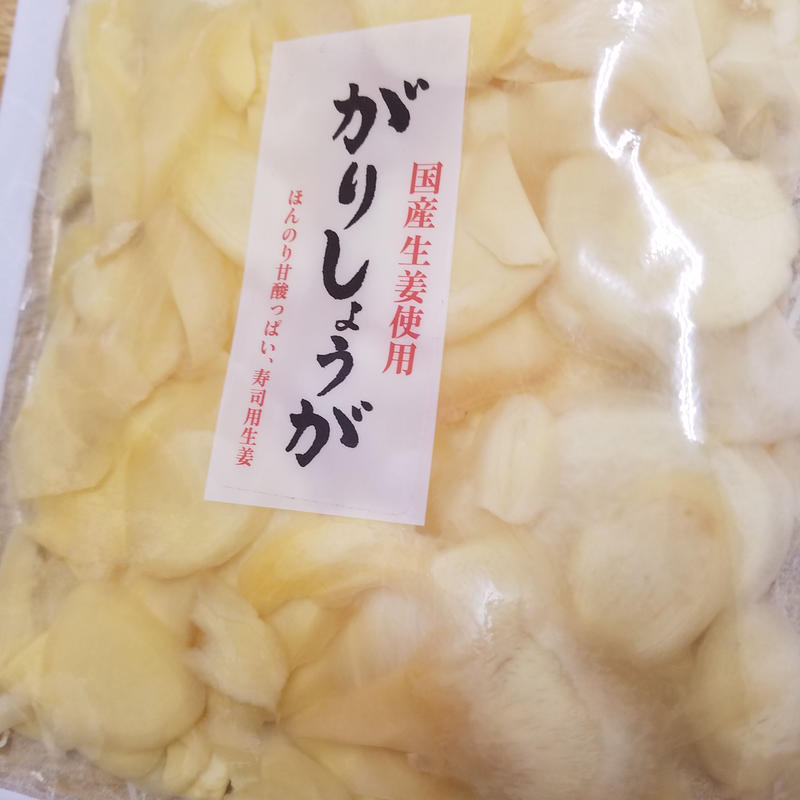 国産生姜使用
がりしょうが
ほんのり甘酸っぱい、寿司用生姜